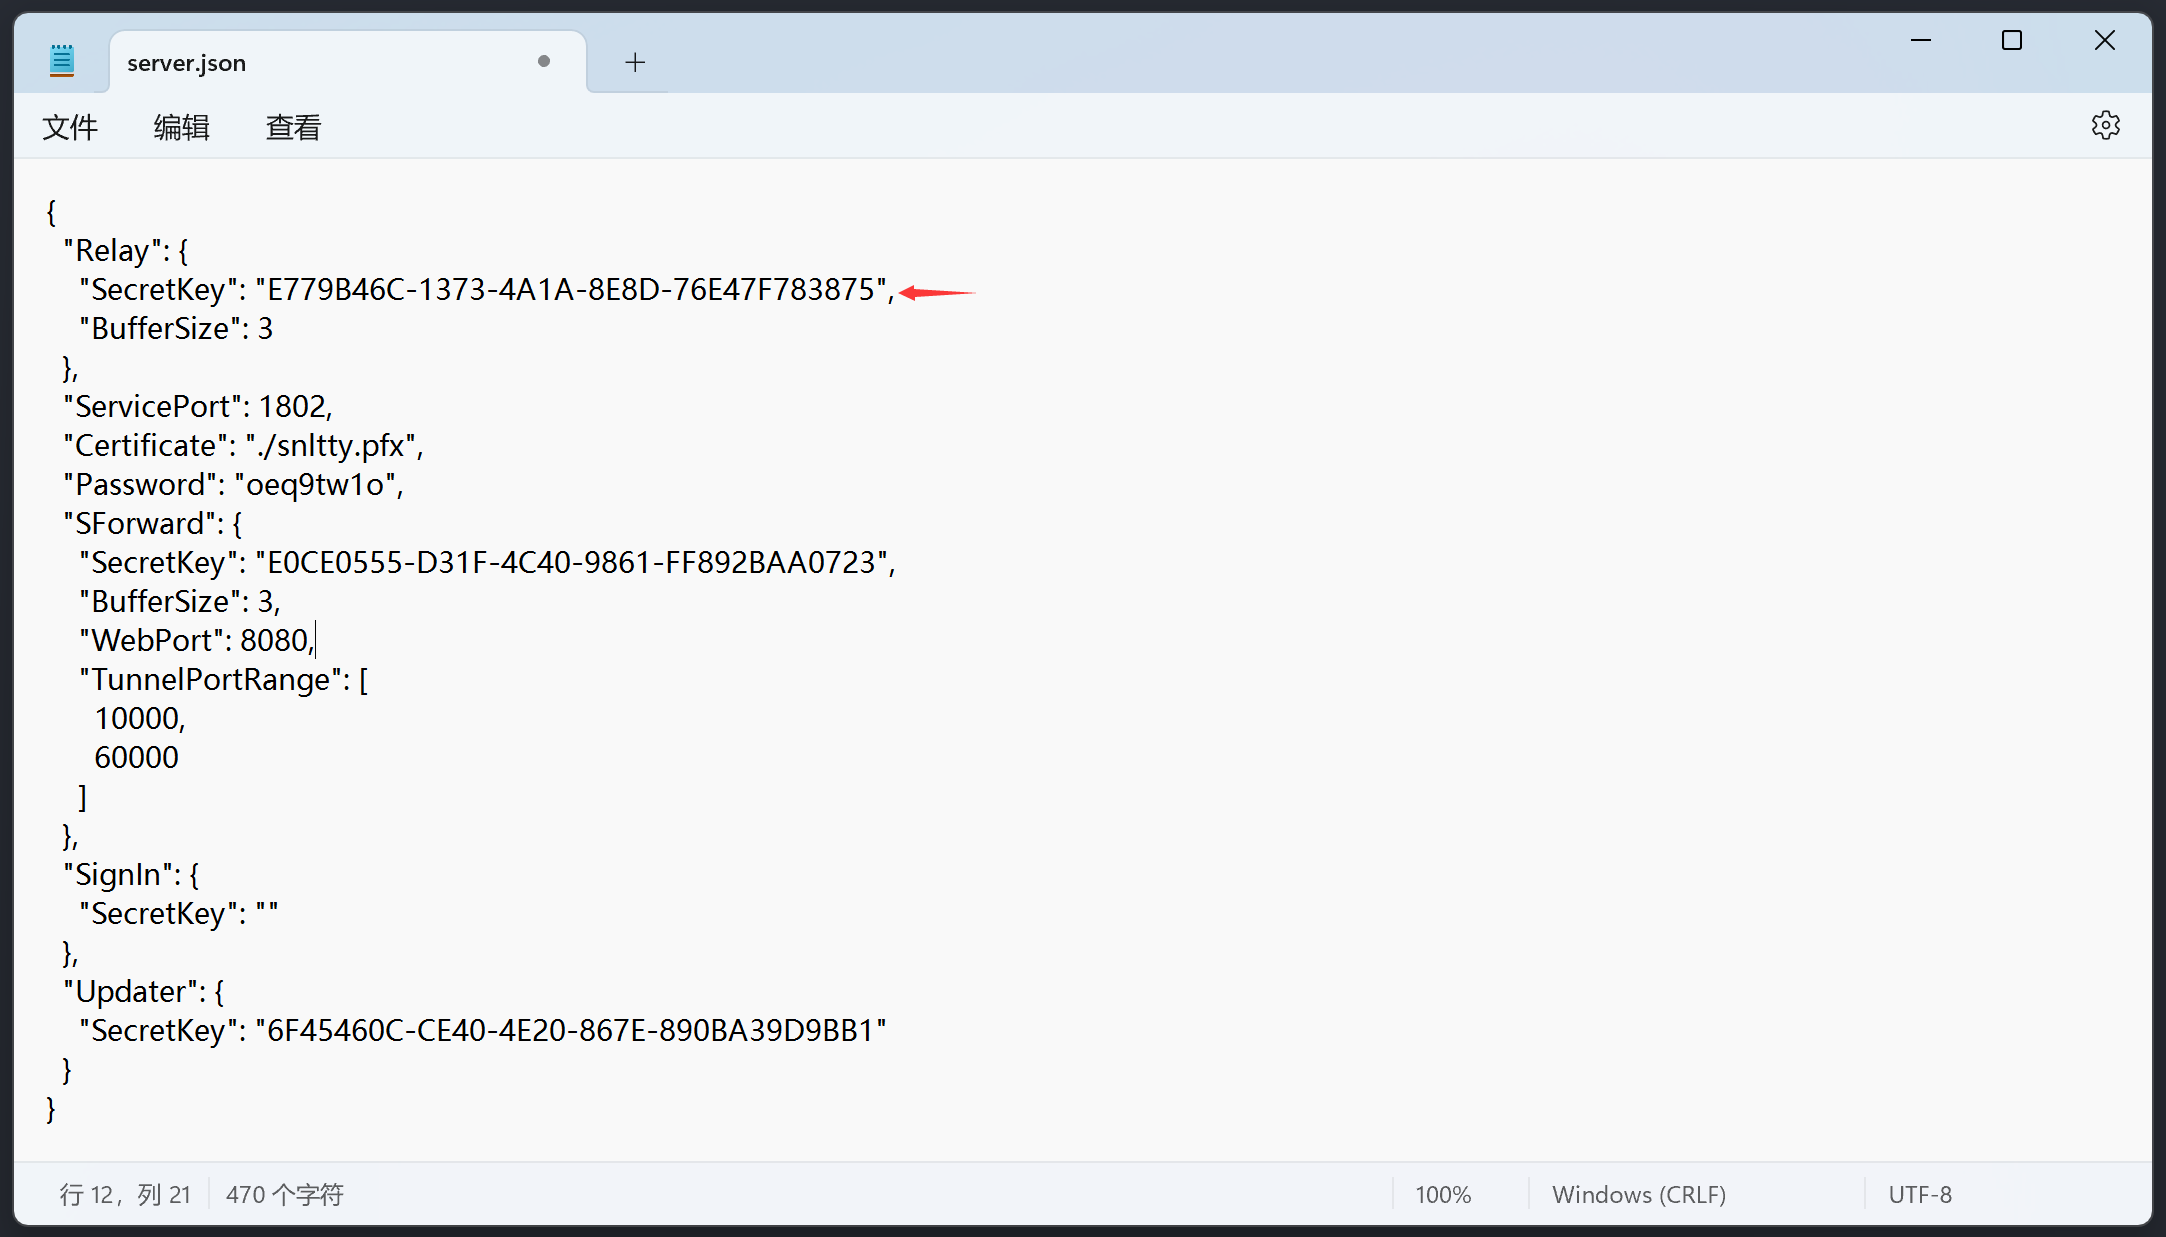 server.json
文件 编辑 查看
{
"Relay": {
"SecretKey": "E779B46C-1373-4A1A-8E8D-76E47F783875",
"BufferSize": 3
},
"ServicePort": 1802,
"Certificate": "./snltty.pfx",
"Password": "oeq9tw1o",
"SForward": {
"SecretKey": "E0CE0555-D31F-4C40-9861-FF892BAA0723",
"BufferSize": 3,
"WebPort": 8080,
"TunnelPortRange": [
10000,
60000
]
},
"SignIn": {
"SecretKey": ""
},
"Updater": {
"SecretKey": "6F45460C-CE40-4E20-867E-890BA39D9BB1"
}
}
行 12，列 21 470 个字符 100% Windows (CRLF) UTF-8